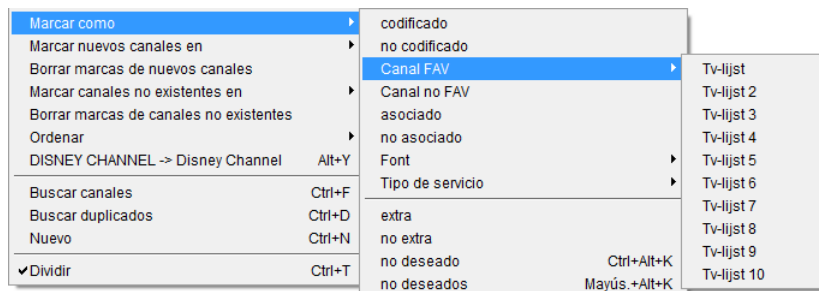 Marcar como
Marcar nuevos canales en
Borrar marcas de nuevos canales
Marcar canales no existentes en
Borrar marcas de canales no existentes
Ordenar
DISNEY CHANNEL -> Disney Channel Alt+Y
Buscar canales Ctrl+F
Buscar duplicados Ctrl+D
Nuevo Ctrl+N
✔Dividir Ctrl+T
codificado
no codificado
Canal FAV
Canal no FAV
asociado
no asociado
Font
Tipo de servicio
extra
no extra
no deseado Ctrl+Alt+K
no deseados Mayús.+Alt+K
Tv-lijst
Tv-lijst 2
Tv-lijst 3
Tv-lijst 4
Tv-lijst 5
Tv-lijst 6
Tv-lijst 7
Tv-lijst 8
Tv-lijst 9
Tv-lijst 10